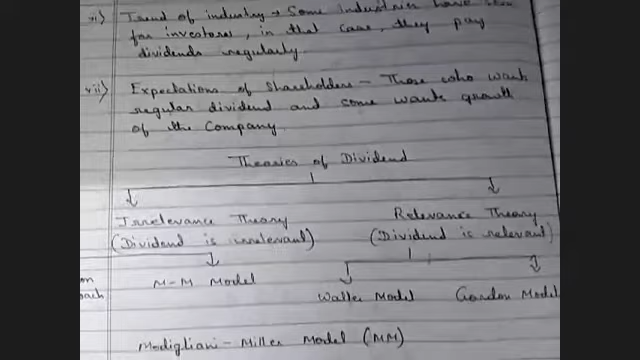 vi) Trend of industry → Some industries have
for investors, in that case, they pay
dividends regularly.
vii) Expectations of shareholders – Those who wants
regular dividend and some wants growth
of the Company.
Theories of Dividend
Irrelevance Theory Relevance Theory
(Dividend is irrelevant) (Dividend is relevant)
M-M Model
Walter Model Gordon Model
Modigliani – Miller Model (MM)